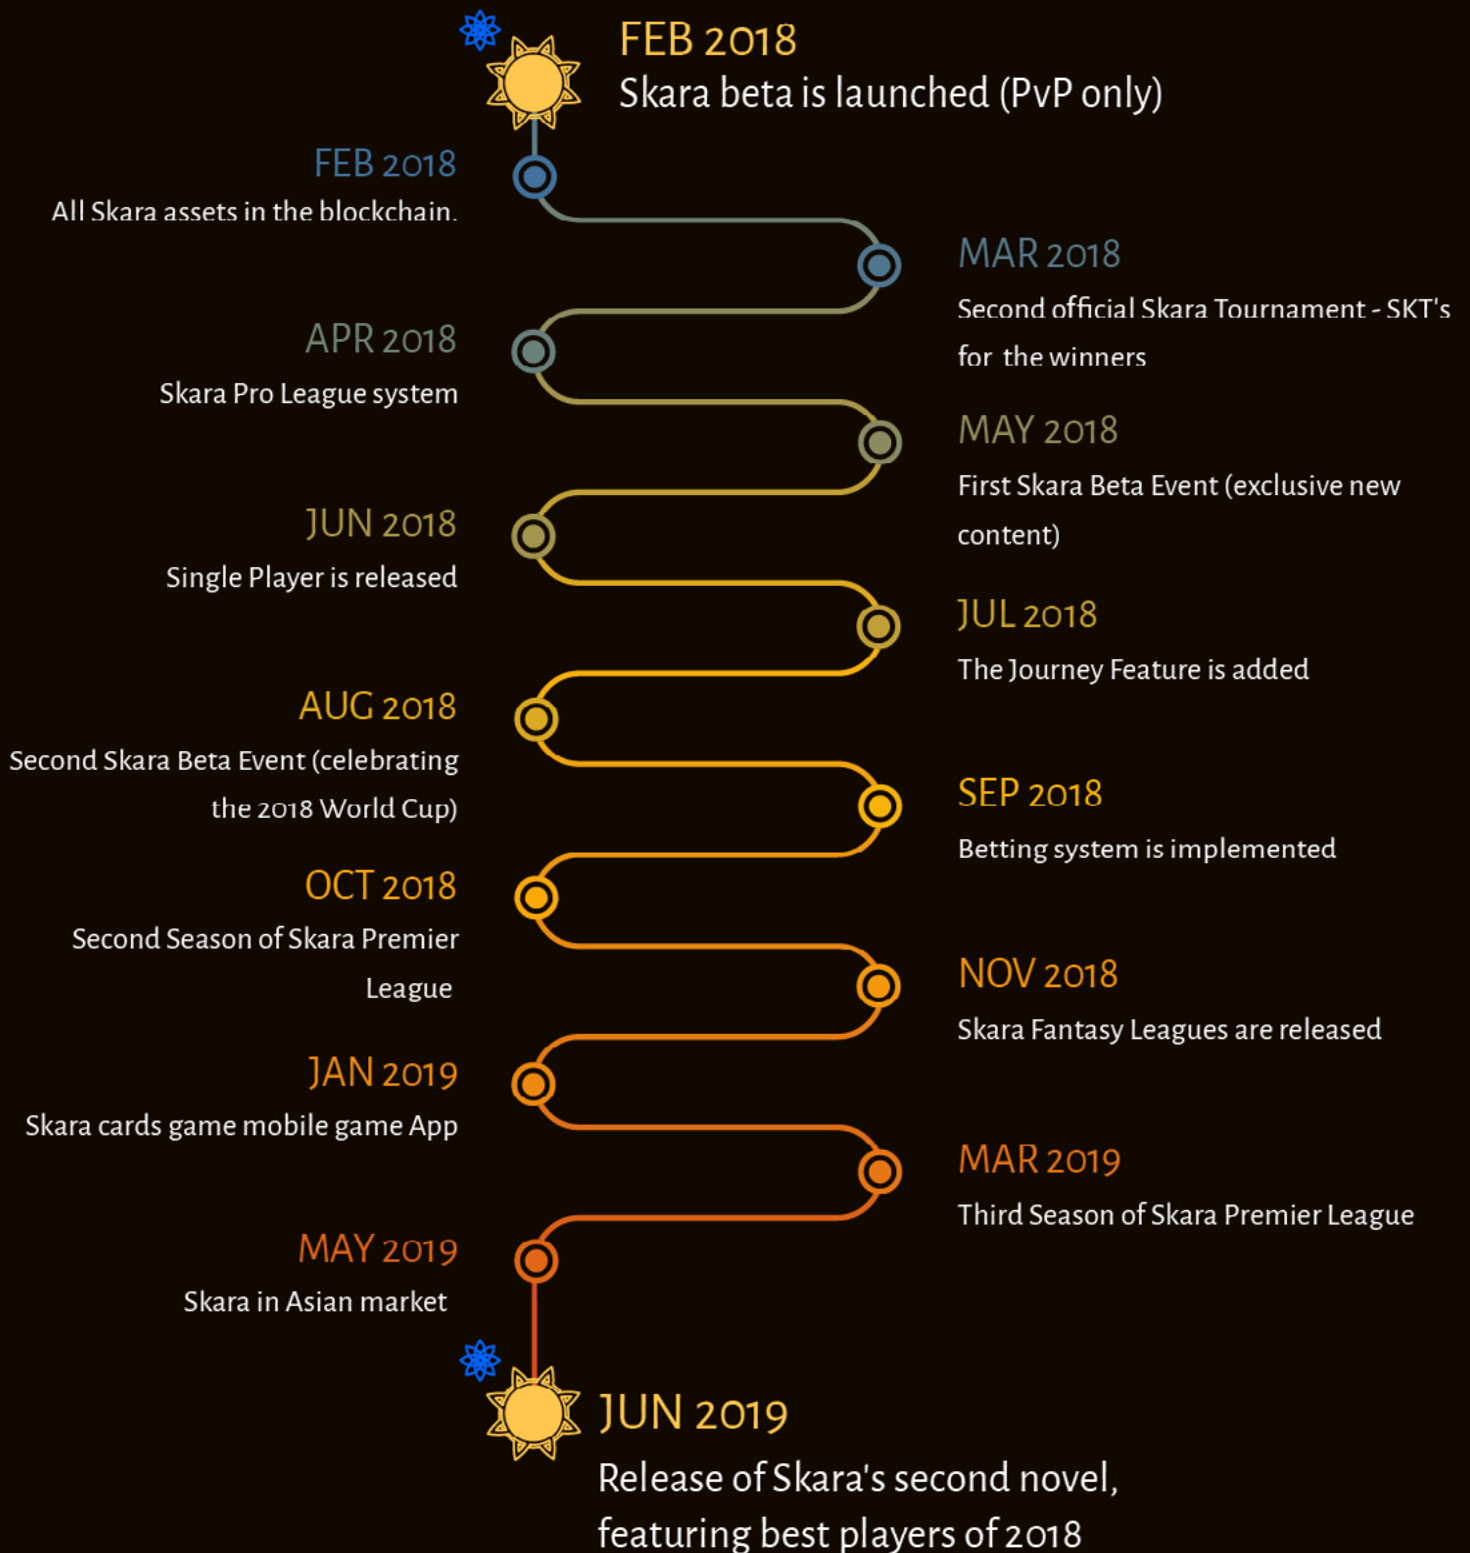 FEB 2018
Skara beta is launched (PvP only)
FEB 2018
All Skara assets in the blockchain.
MAR 2018
Second official Skara Tournament - SKT's
for the winners
APR 2018
Skara Pro League system
MAY 2018
First Skara Beta Event (exclusive new
content)
JUN 2018
Single Player is released
JUL 2018
The Journey Feature is added
AUG 2018
Second Skara Beta Event (celebrating
the 2018 World Cup)
SEP 2018
Betting system is implemented
OCT 2018
Second Season of Skara Premier
League
NOV 2018
Skara Fantasy Leagues are released
JAN 2019
Skara cards game mobile game App
MAR 2019
Third Season of Skara Premier League
MAY 2019
Skara in Asian market
JUN 2019
Release of Skara's second novel,
featuring best players of 2018